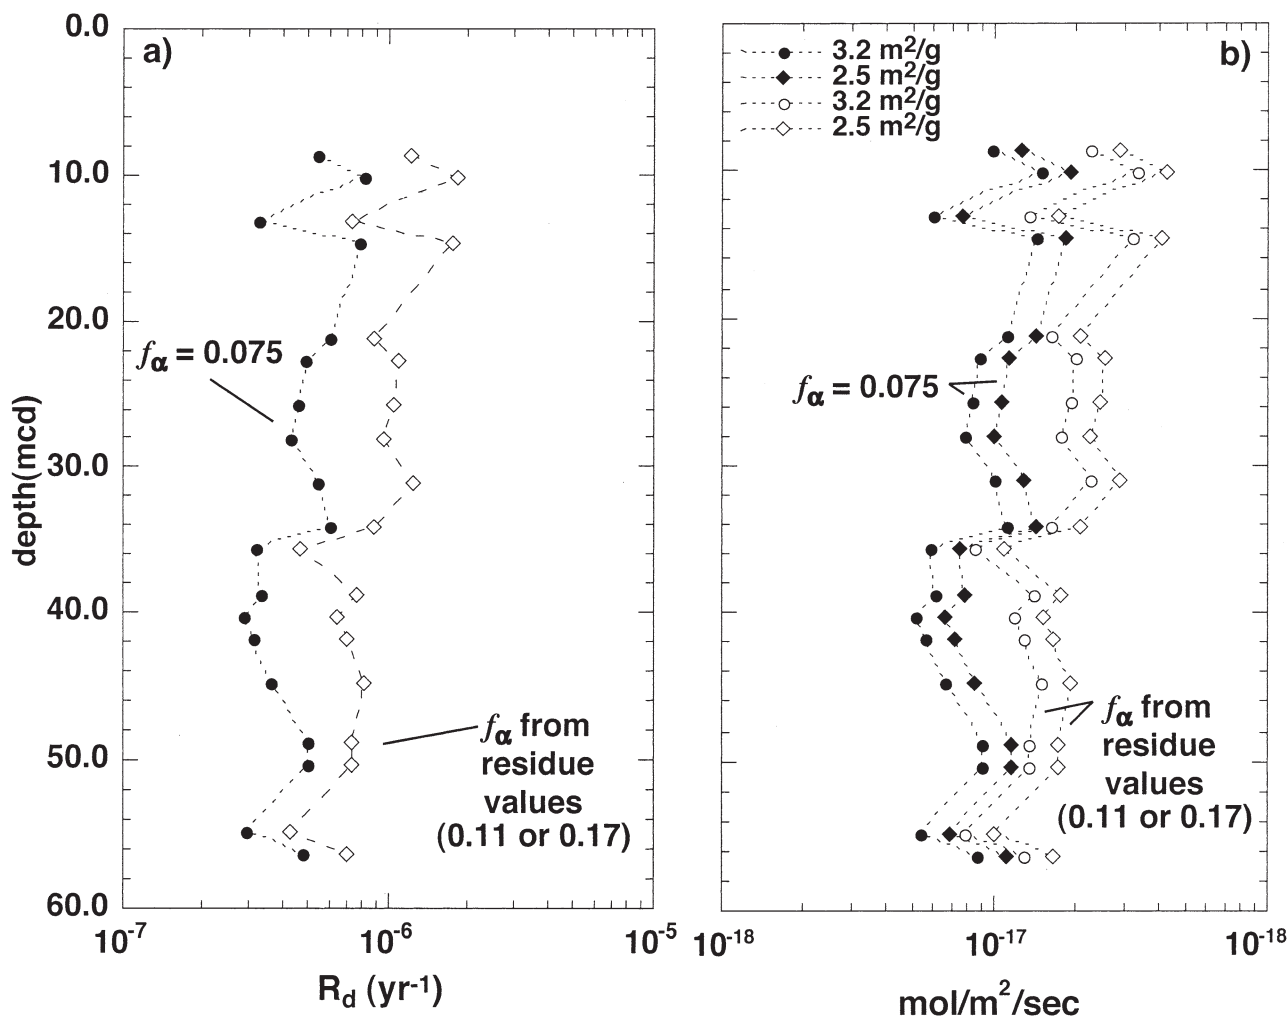 a)
0.0
10.0
20.0
30.0
40.0
50.0
60.0
depth(mcd)
fα = 0.075
fα from
residue
values
(0.11 or 0.17)
10-7
10-6
10-5
Rd (yr-1)
b)
3.2 m2/g
2.5 m2/g
3.2 m2/g
2.5 m2/g
fα = 0.075
fα from
residue
values
(0.11 or 0.17)
10-18
10-17
10-18
mol/m2/sec